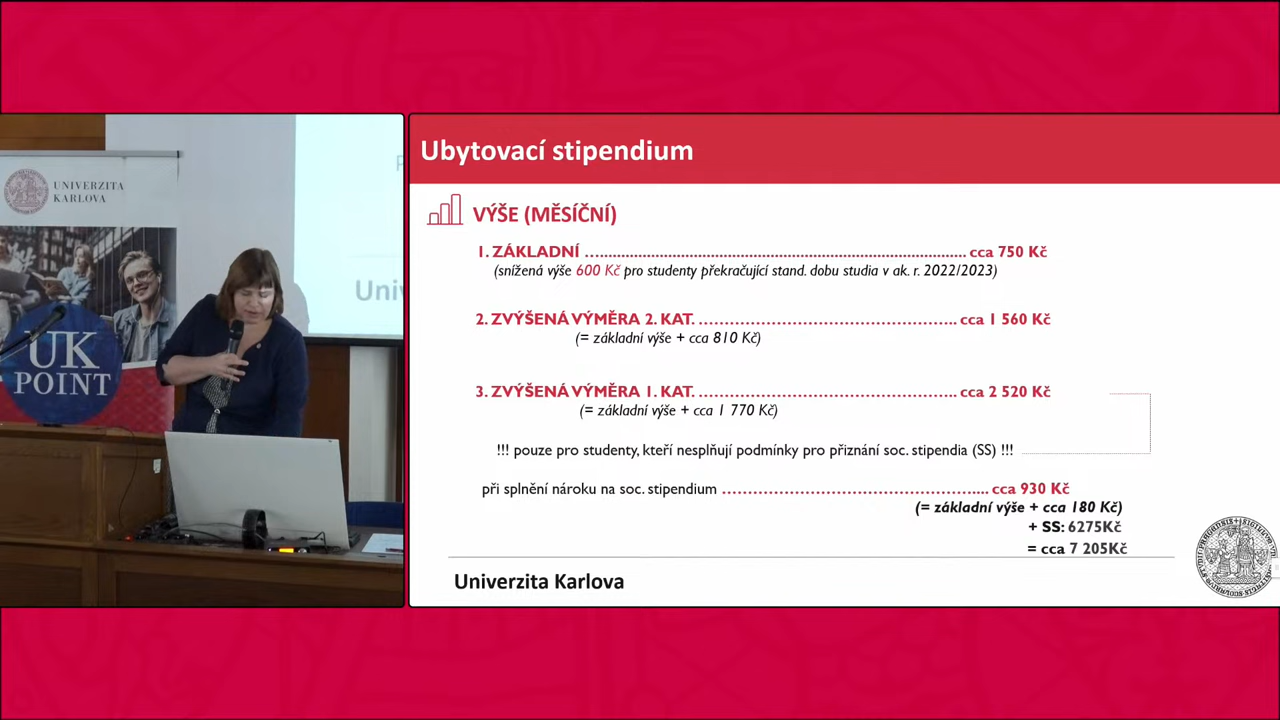 UNIVERZITA
KARLOVA
UK
POINT
Uni
Ubytovací stipendium
VÝŠE (MĚSÍČNÍ)
1. ZÁKLADNÍ ….......................................................................................... cca 750 Kč
(snížená výše 600 Kč pro studenty překračující stand. dobu studia v ak. r. 2022/2023)
2. ZVÝŠENÁ VÝMĚRA 2. KAT. ……………………………………….. cca 1 560 Kč
(= základní výše + cca 810 Kč)
3. ZVÝŠENÁ VÝMĚRA 1. KAT. ……………………………………….. cca 2 520 Kč
(= základní výše + cca 1 770 Kč)
!!! pouze pro studenty, kteří nesplňují podmínky pro přiznání soc. stipendia (SS) !!!
při splnění nároku na soc. stipendium ……………………………………….... cca 930 Kč
(= základní výše + cca 180 Kč)
+ SS: 6275Kč
= cca 7 205Kč
Univerzita Karlova